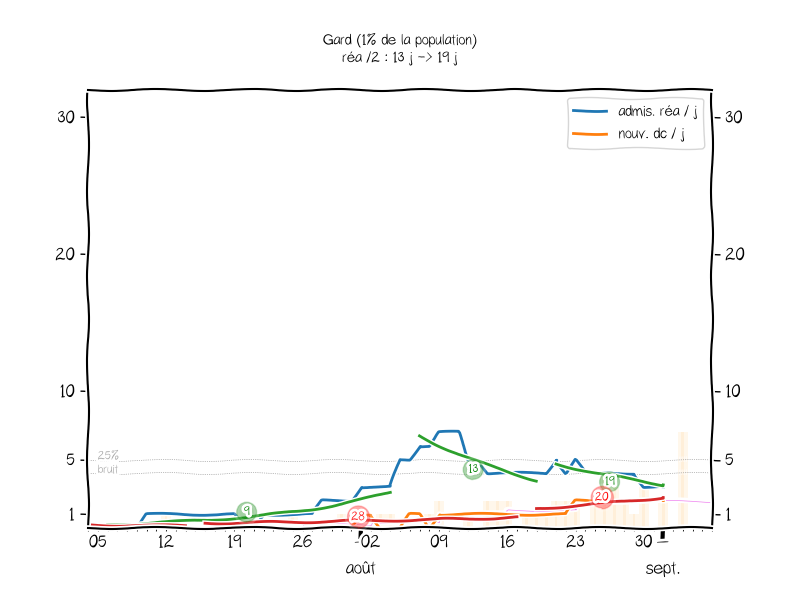 Gard (1% de la population)
réa /2 : 13 j -> 19 j
admis. réa / j
nouv. dc / j
30
30
20
20
10
10
25%
5
5
bruit
13
19
20
9
28
1
1
05 12 19 26 02 09 16 23 30
août sept.